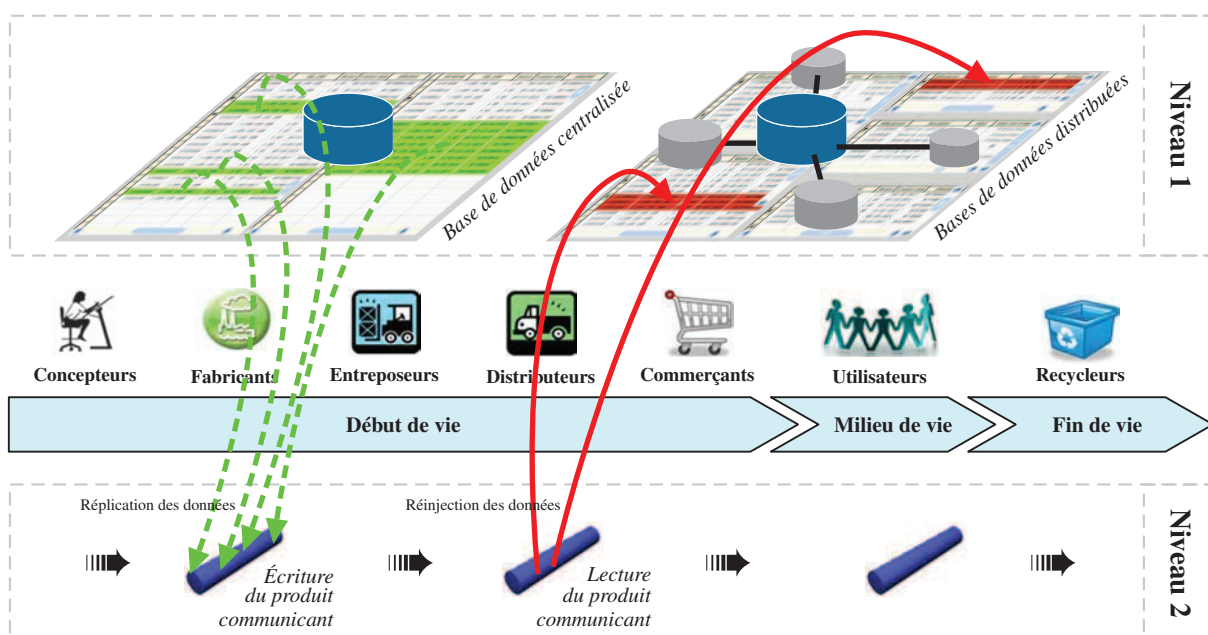 Base de données centralisée
Bases de données distribuées
Niveau 1
Concepteurs
Fabricants
Entreposeurs
Distributeurs
Commerçants
Utilisateurs
Recycleurs
Début de vie
Milieu de vie
Fin de vie
Réplication des données
Réinjection des données
Écriture
du produit
communicant
Lecture
du produit
communicant
Niveau 2